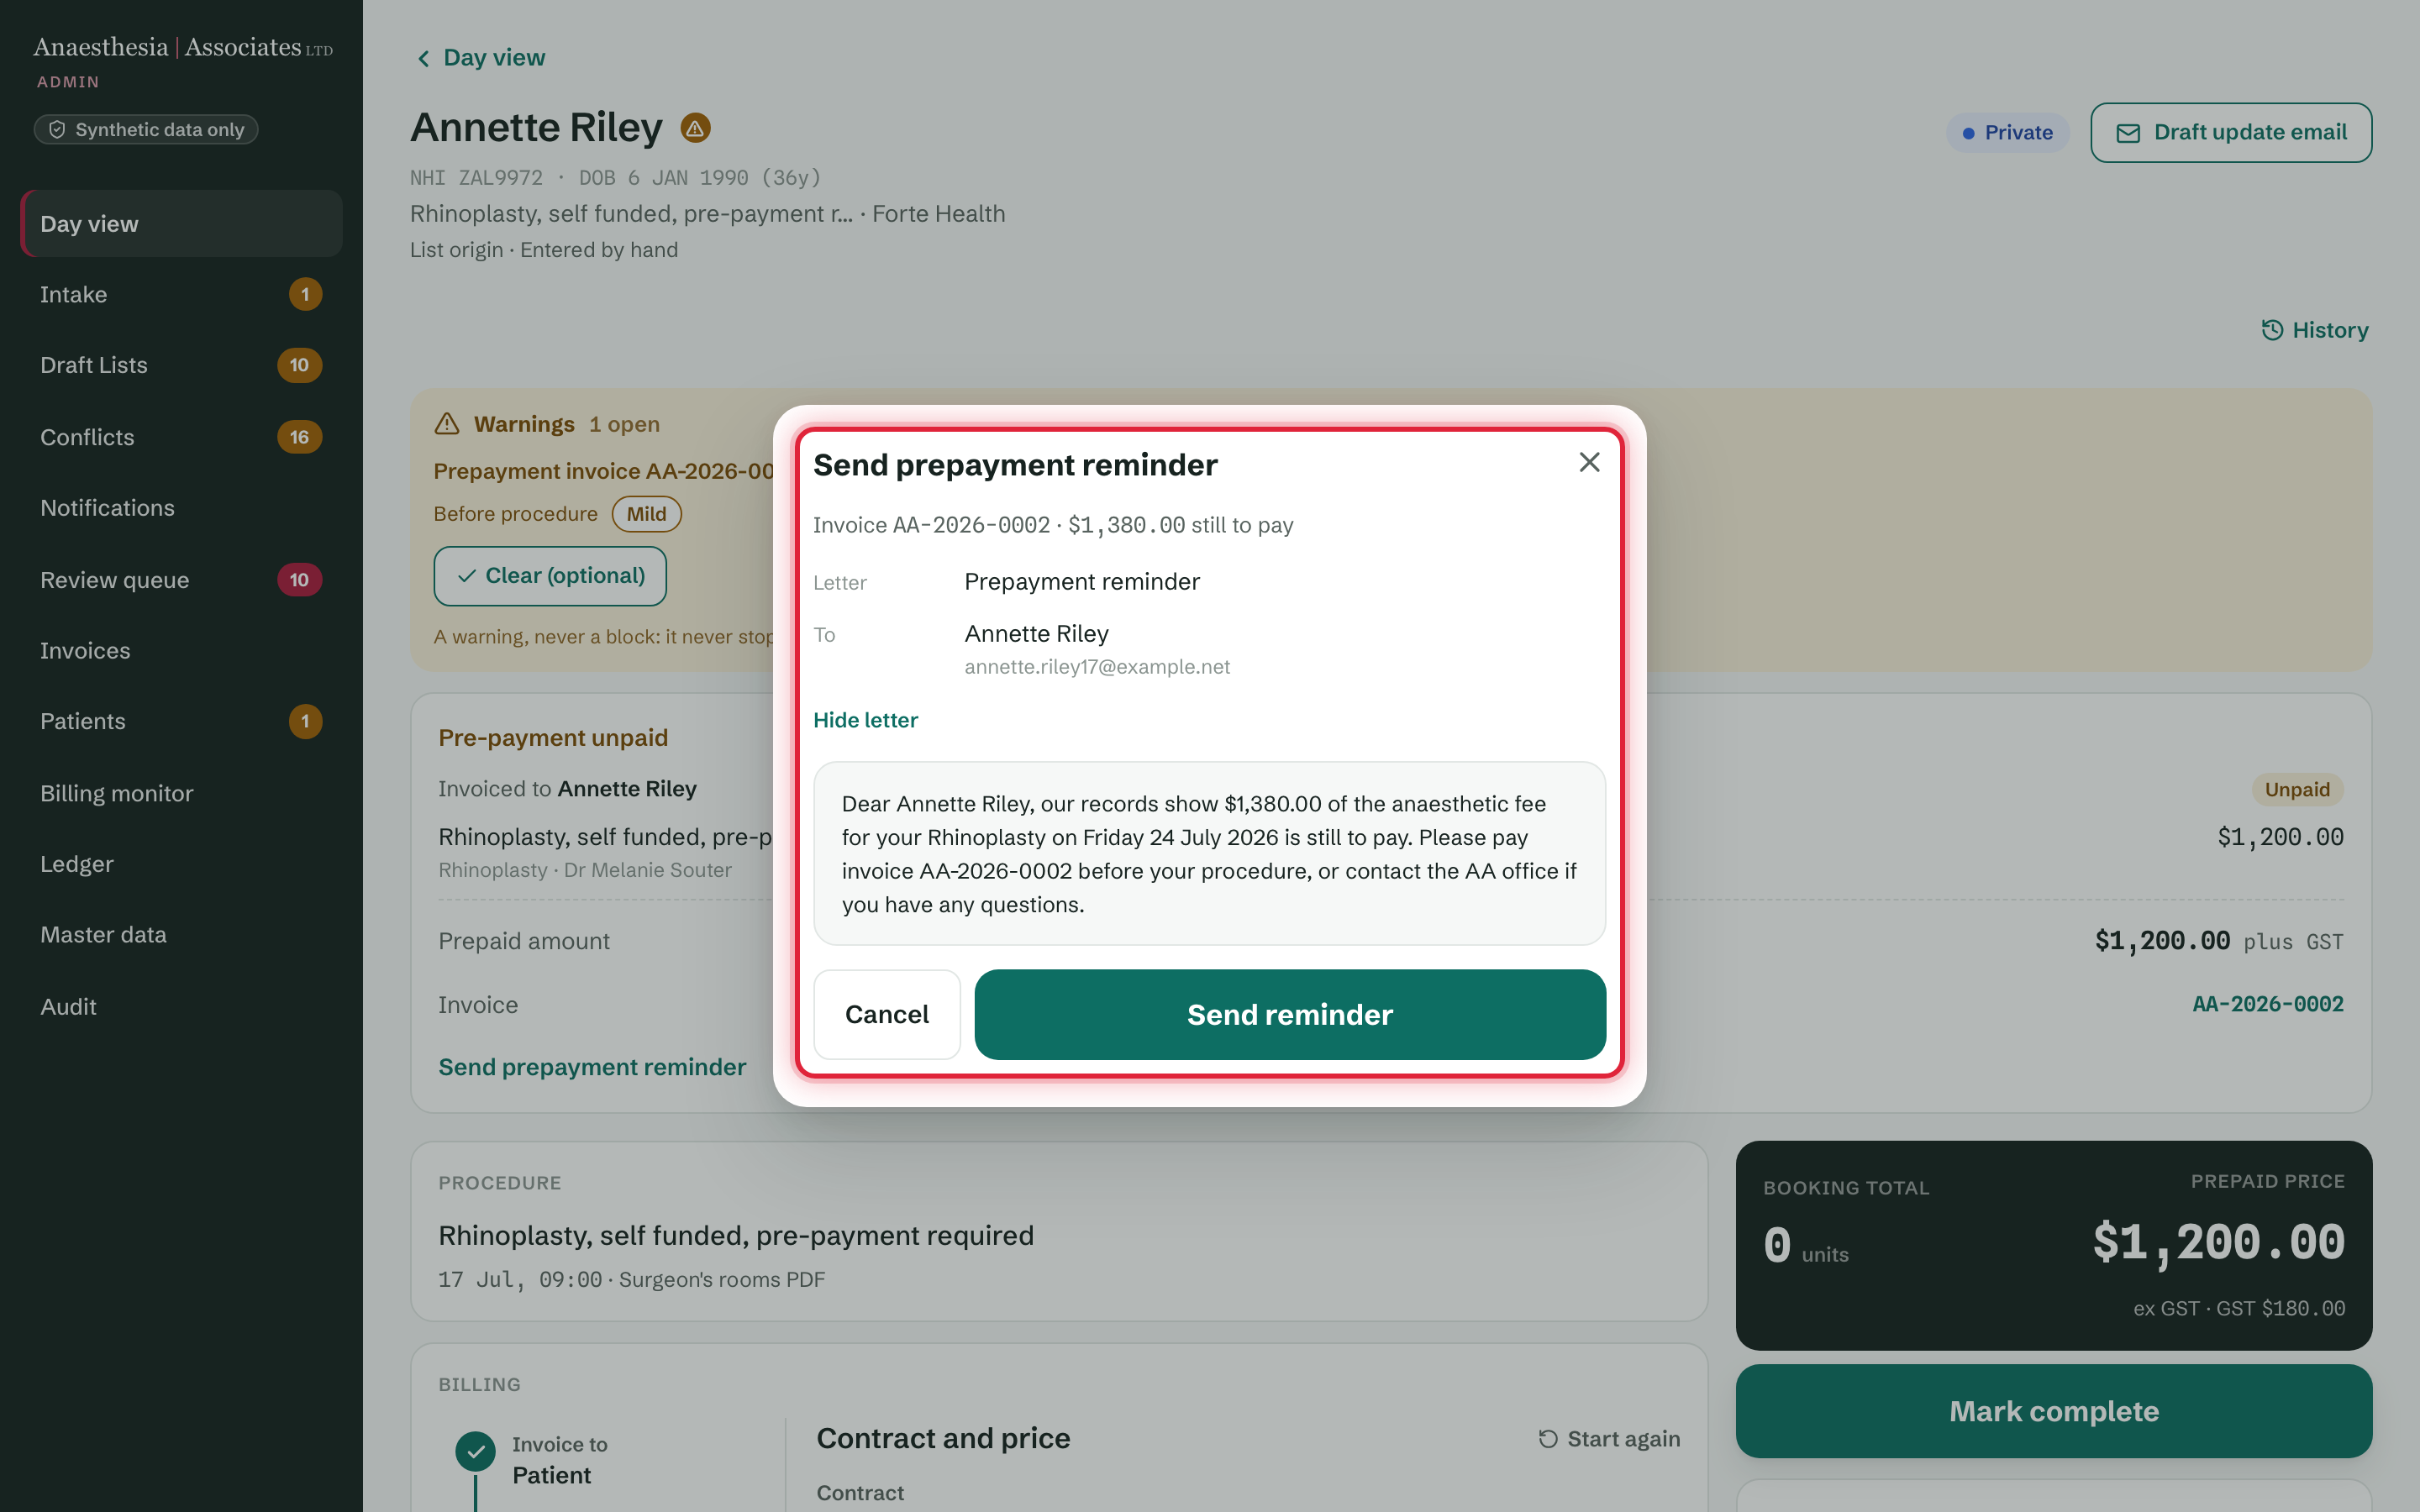 Anaesthesia | Associates LTD
ADMIN
Synthetic data only
Day view
Intake 1
Draft Lists 10
Conflicts 16
Notifications
Review queue 10
Invoices
Patients 1
Billing monitor
Ledger
Master data
Audit
Day view
Annette Riley
Private
Draft update email
NHI ZAL9972 · DOB 6 JAN 1990 (36y)
Rhinoplasty, self funded, pre-payment r... · Forte Health
List origin · Entered by hand
History
Warnings 1 open
Prepayment invoice AA-2026-00
Before procedure Mild
Clear (optional)
A warning, never a block: it never stop
Pre-payment unpaid
Invoiced to Annette Riley
Unpaid
Rhinoplasty, self funded, pre-p
$1,200.00
Rhinoplasty · Dr Melanie Souter
Prepaid amount
$1,200.00 plus GST
Invoice
AA-2026-0002
Send prepayment reminder
Send prepayment reminder
Invoice AA-2026-0002 · $1,380.00 still to pay
Letter Prepayment reminder
To Annette Riley
annette.riley17@example.net
Hide letter
Dear Annette Riley, our records show $1,380.00 of the anaesthetic fee
for your Rhinoplasty on Friday 24 July 2026 is still to pay. Please pay
invoice AA-2026-0002 before your procedure, or contact the AA office if
you have any questions.
Cancel
Send reminder
PROCEDURE
Rhinoplasty, self funded, pre-payment required
17 Jul, 09:00 · Surgeon's rooms PDF
BOOKING TOTAL
PREPAID PRICE
0 units
$1,200.00
ex GST · GST $180.00
Mark complete
BILLING
Invoice to
Patient
Contract and price
Start again
Contract